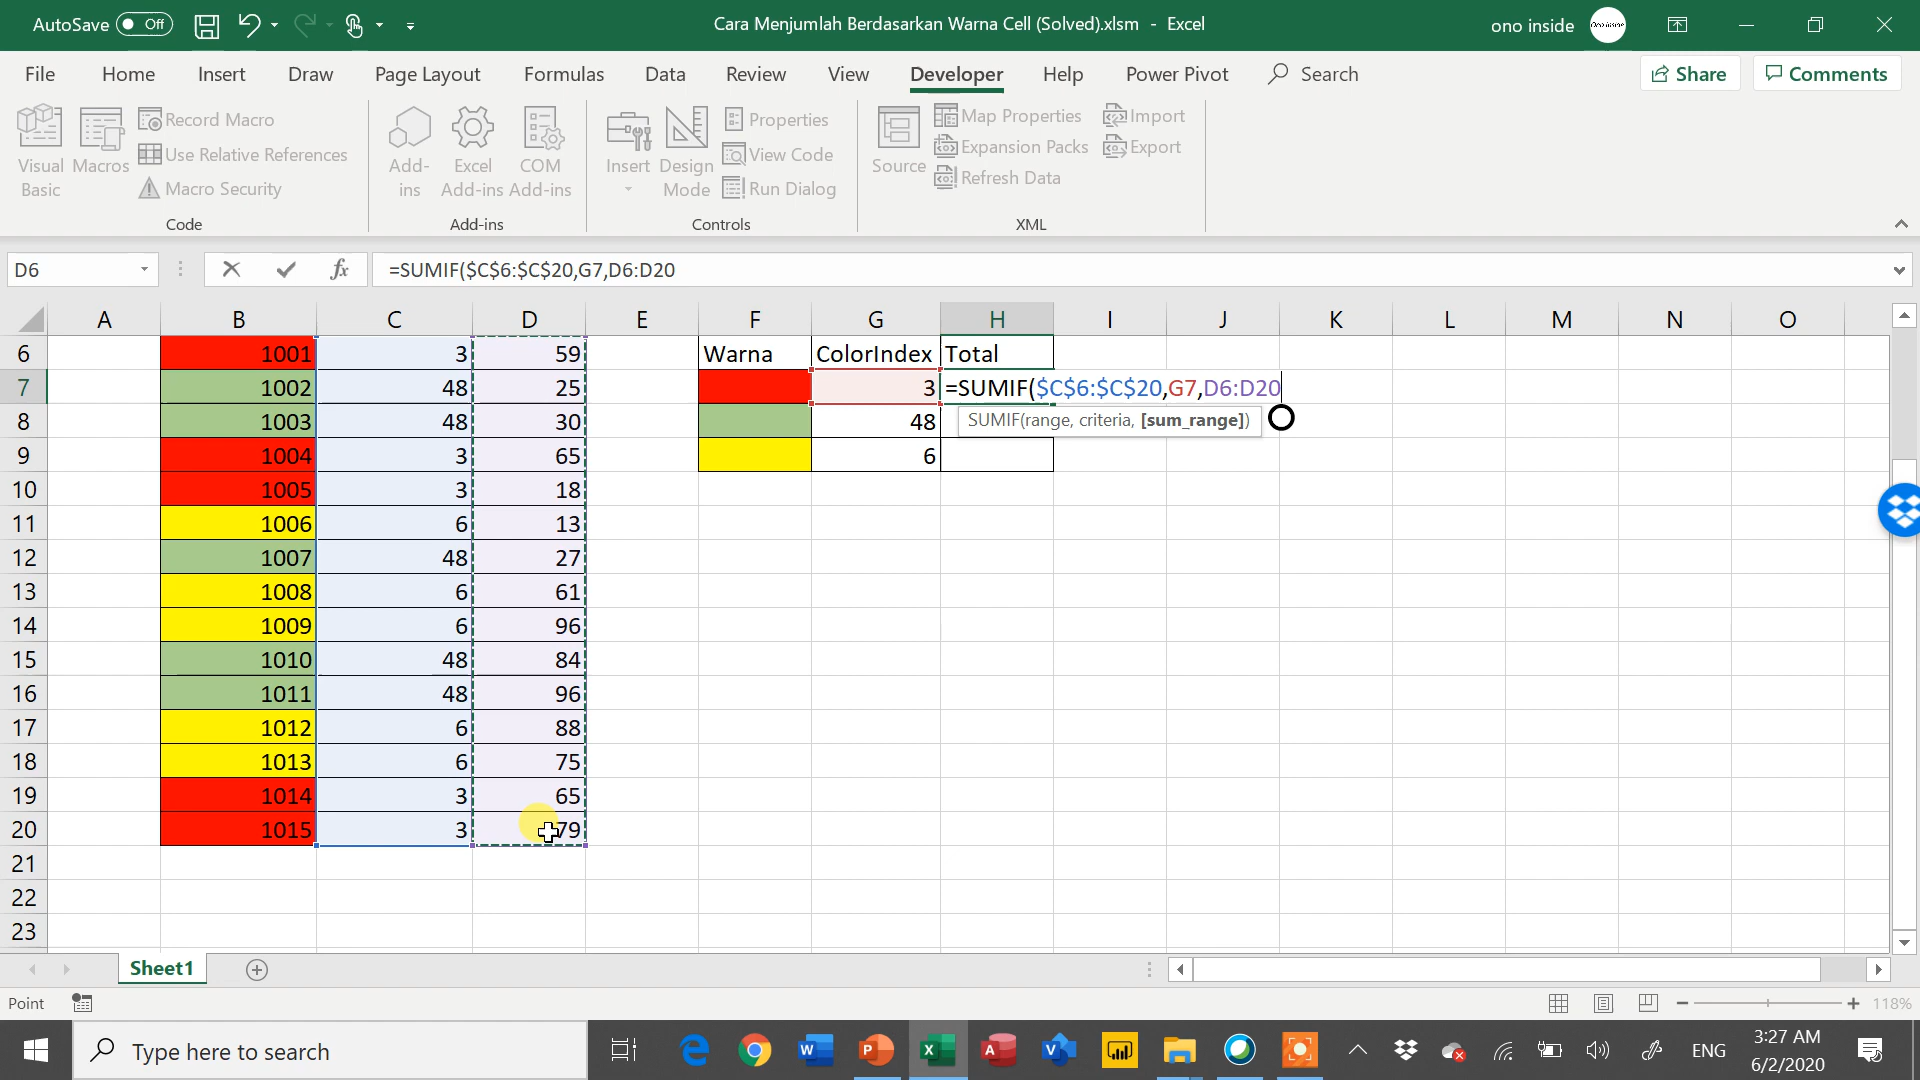 AutoSave Off Cara Menjumlah Berdasarkan Warna Cell (Solved).xlsm - Excel ono inside
File Home Insert Draw Page Layout Formulas Data Review View Developer Help Power Pivot Search Share Comments
Visual Basic
Macros
Record Macro
Use Relative References
Macro Security
Code
Add-ins
Excel Add-ins
COM Add-ins
Add-ins
Insert
Design Mode
Properties
View Code
Run Dialog
Controls
Source
Map Properties
Expansion Packs
Refresh Data
Import
Export
XML
D6 fx =SUMIF($C$6:$C$20,G7,D6:D20
A B C D E F G H I J K L M N O
6 1001 3 59 Warna ColorIndex Total
7 1002 48 25 3 =SUMIF($C$6:$C$20,G7,D6:D20
8 1003 48 30 48 SUMIF(range, criteria, [sum_range])
9 1004 3 65 6
10 1005 3 18
11 1006 6 13
12 1007 48 27
13 1008 6 61
14 1009 6 96
15 1010 48 84
16 1011 48 96
17 1012 6 88
18 1013 6 75
19 1014 3 65
20 1015 3 79
21
22
23
Sheet1
Point 118%
Type here to search
ENG
3:27 AM
6/2/2020